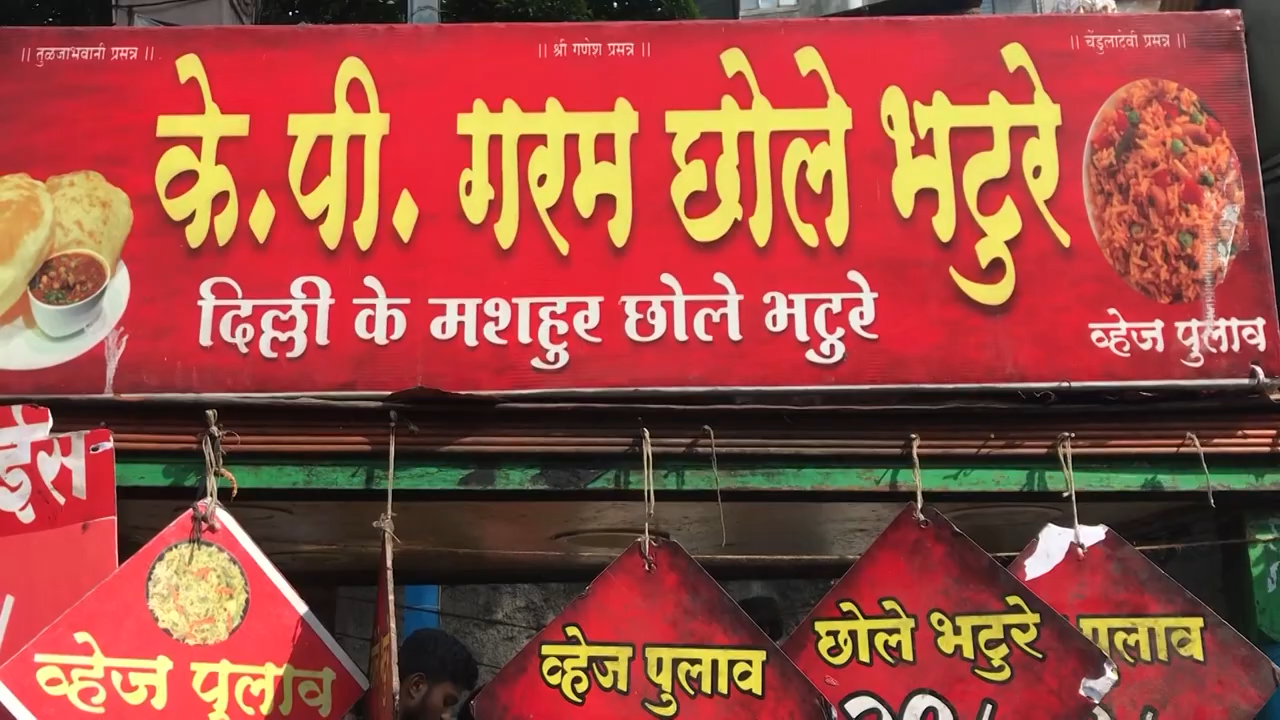 || तुळजाभवानी प्रसन्न ||
|| श्री गणेश प्रसन्न ||
|| चेंडुलादेवी प्रसन्न ||
के.पी. गरम छोले भटुरे
दिल्ली के मशहुर छोले भटुरे
व्हेज पुलाव
व्हेज पुलाव
व्हेज पुलाव
छोले भटुरे
पुलाव